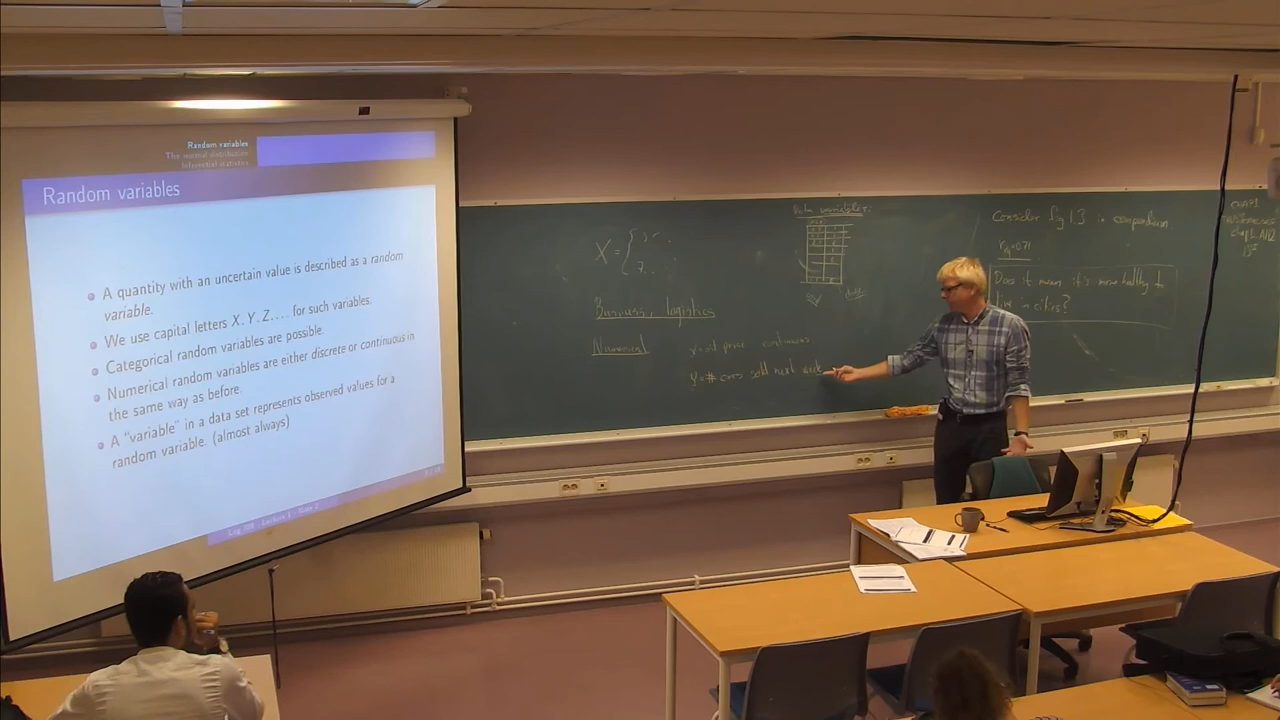 Random variables
The normal distribution
Inferential statistics
Random variables
A quantity with an uncertain value is described as a random
variable.
We use capital letters X, Y, Z, ... for such variables.
Categorical random variables are possible.
Numerical random variables are either discrete or continuous in
the same way as before.
A "variable" in a data set represents observed values for a
random variable. (almost always)
Data variables:
X =
Business, logistics
Numerical
continuous
Y = # cars sold next week
Consider fig 1.3 in compendium
Does it mean it's more healthy to
live in cities?
CHAP1